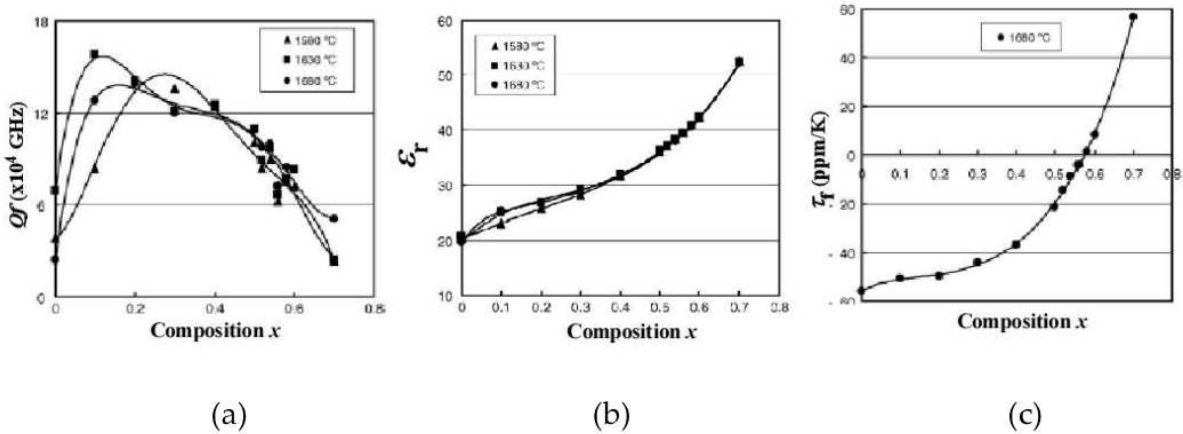 18
12
6
0
0
0.2
0.4
0.6
0.8
Qf (x10⁴ GHz)
Composition x
1580 °C
1630 °C
1680 °C
(a)
60
50
40
30
20
10
0
0.1
0.2
0.3
0.4
0.5
0.6
0.7
0.8
εr
Composition x
1580 °C
1630 °C
1680 °C
(b)
60
40
20
0
- 20
- 40
- 60
0
0.1
0.2
0.3
0.4
0.5
0.6
0.7
0.8
τf (ppm/K)
Composition x
1680 °C
(c)